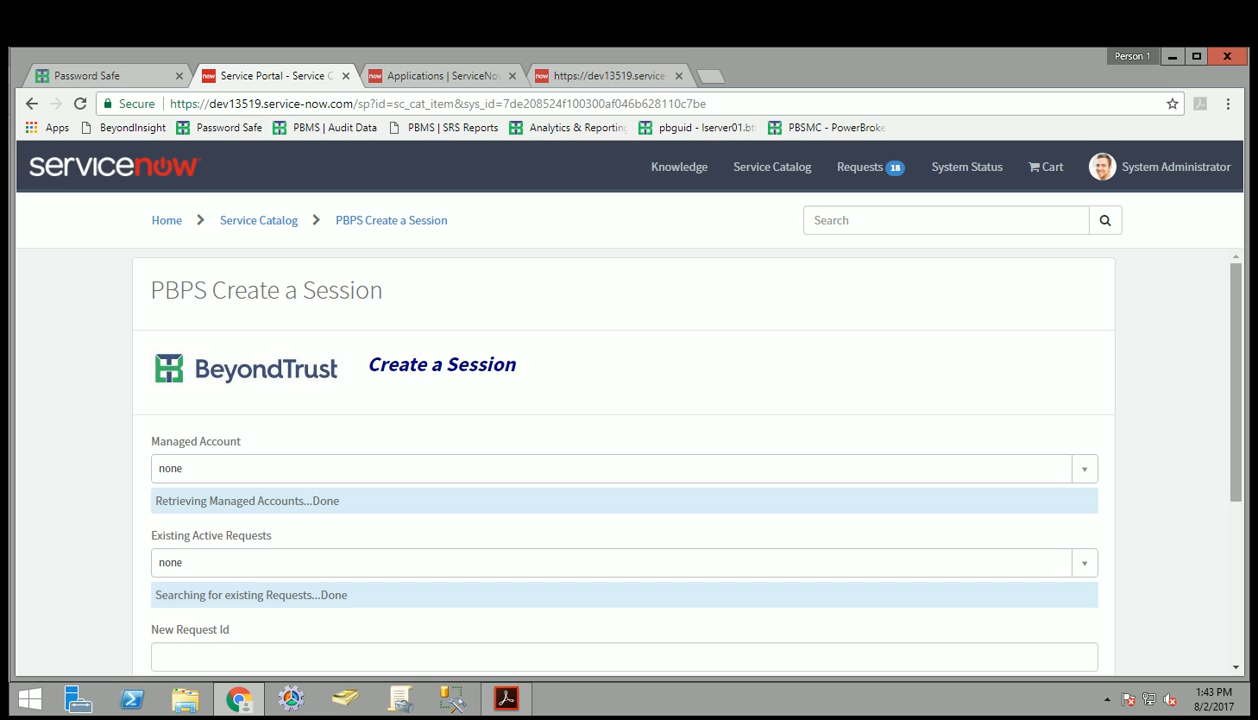 Person 1
Password Safe
Service Portal - Service C
Applications | ServiceNo
https://dev13519.service-
Secure
https://dev13519.service-now.com/sp?id=sc_cat_item&sys_id=7de208524f100300af046b628110c7be
Apps
BeyondInsight
Password Safe
PBMS | Audit Data
PBMS | SRS Reports
Analytics & Reporting
pbguid - lserver01.bt
PBSMC - PowerBroke
servicenow
Knowledge
Service Catalog
Requests 18
System Status
Cart
System Administrator
Home > Service Catalog > PBPS Create a Session
Search
PBPS Create a Session
BeyondTrust
Create a Session
Managed Account
none
Retrieving Managed Accounts...Done
Existing Active Requests
none
Searching for existing Requests...Done
New Request Id
1:43 PM
8/2/2017